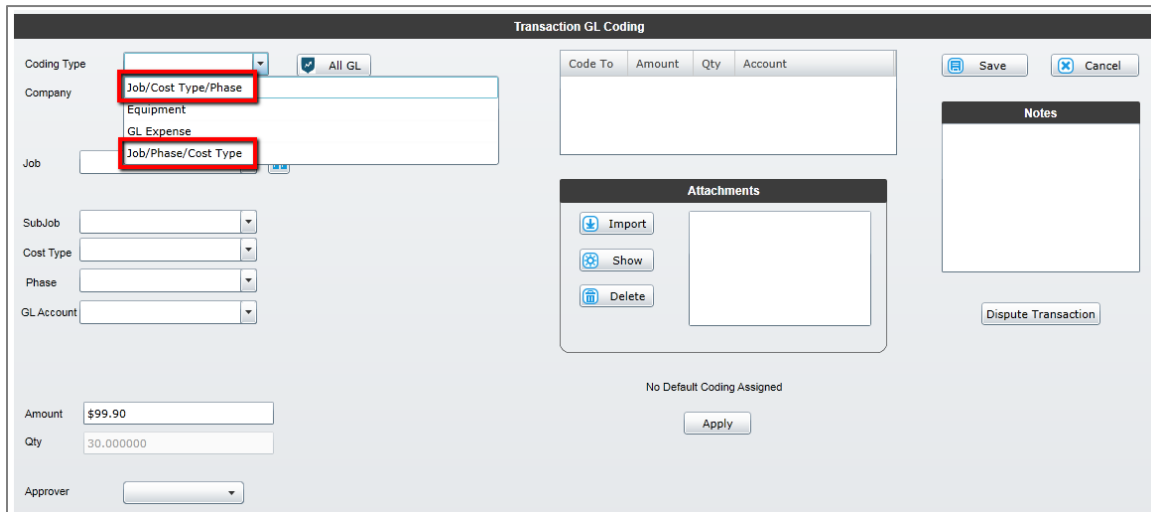 Transaction GL Coding
Coding Type
All GL
Company
Job/Cost Type/Phase
Equipment
GL Expense
Job/Phase/Cost Type
Job
SubJob
Cost Type
Phase
GL Account
Amount $99.90
Qty 30.000000
Approver
Code To Amount Qty Account
Attachments
Import
Show
Delete
No Default Coding Assigned
Apply
Save Cancel
Notes
Dispute Transaction